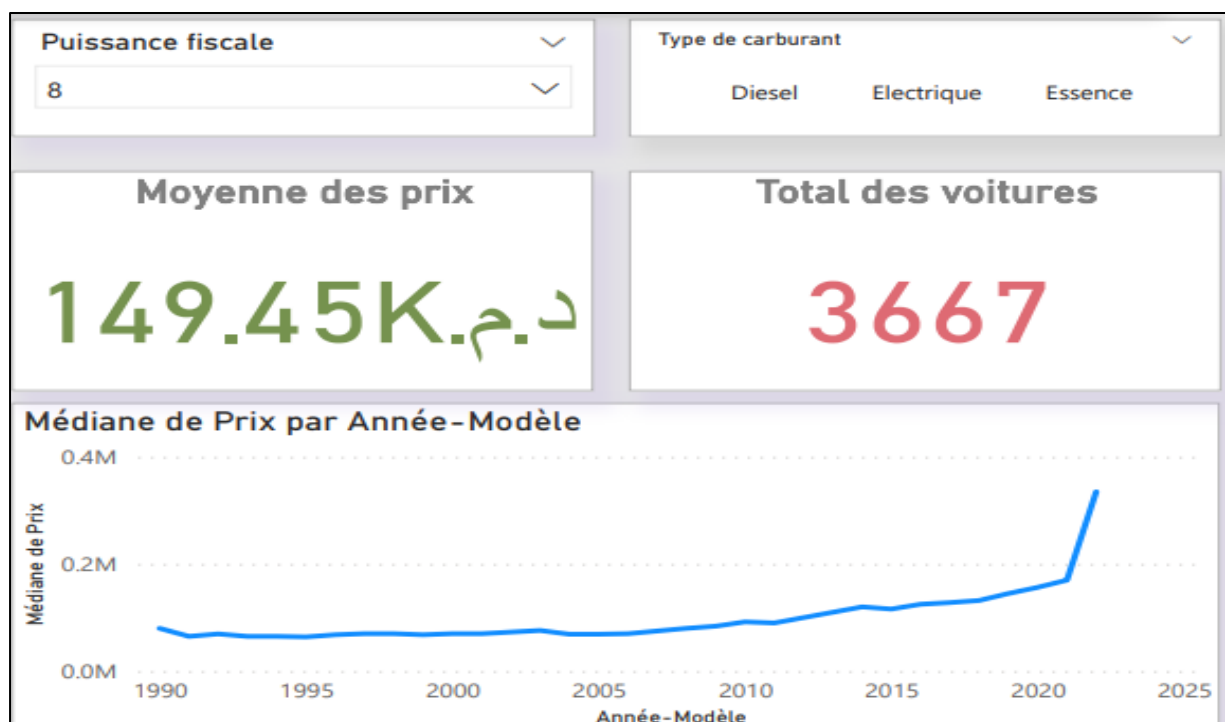 Puissance fiscale
8
Type de carburant
Diesel Electrique Essence
Moyenne des prix
149.45K.د.م
Total des voitures
3667
Médiane de Prix par Année-Modèle
Médiane de Prix
0.4M
0.2M
0.0M
1990 1995 2000 2005 2010 2015 2020 2025
Année-Modèle